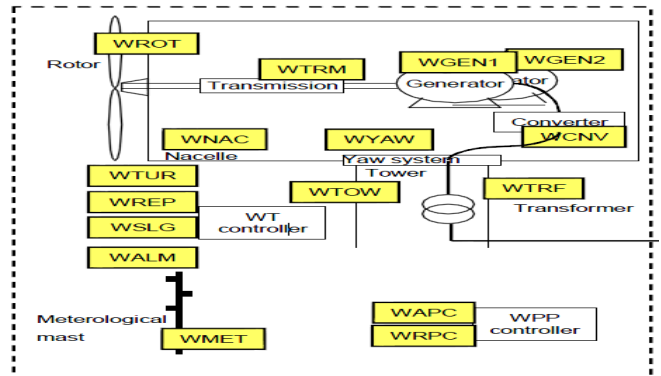 WROT
Rotor
WTRM
Transmission
WGEN1
WGEN2
Generator
ator
Converter
WCNV
WNAC
Nacelle
WYAW
Yaw system
Tower
WTUR
WREP
WSLG
WALM
WT
controller
WTOW
WTRF
Transformer
Meterological
mast
WMET
WAPC
WRPC
WPP
controller